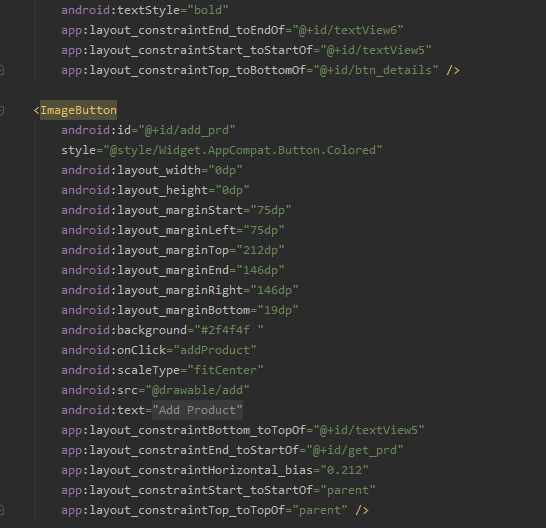 android:textStyle="bold"
app:layout_constraintEnd_toEndOf="@+id/textView6"
app:layout_constraintStart_toStartOf="@+id/textView5"
app:layout_constraintTop_toBottomOf="@+id/btn_details" />
<ImageButton
android:id="@+id/add_prd"
style="@style/Widget.AppCompat.Button.Colored"
android:layout_width="0dp"
android:layout_height="0dp"
android:layout_marginStart="75dp"
android:layout_marginLeft="75dp"
android:layout_marginTop="212dp"
android:layout_marginEnd="146dp"
android:layout_marginRight="146dp"
android:layout_marginBottom="19dp"
android:background="#2f4f4f "
android:onClick="addProduct"
android:scaleType="fitCenter"
android:src="@drawable/add"
android:text="Add Product"
app:layout_constraintBottom_toTopOf="@+id/textView5"
app:layout_constraintEnd_toStartOf="@+id/get_prd"
app:layout_constraintHorizontal_bias="0.212"
app:layout_constraintStart_toStartOf="parent"
app:layout_constraintTop_toTopOf="parent" />